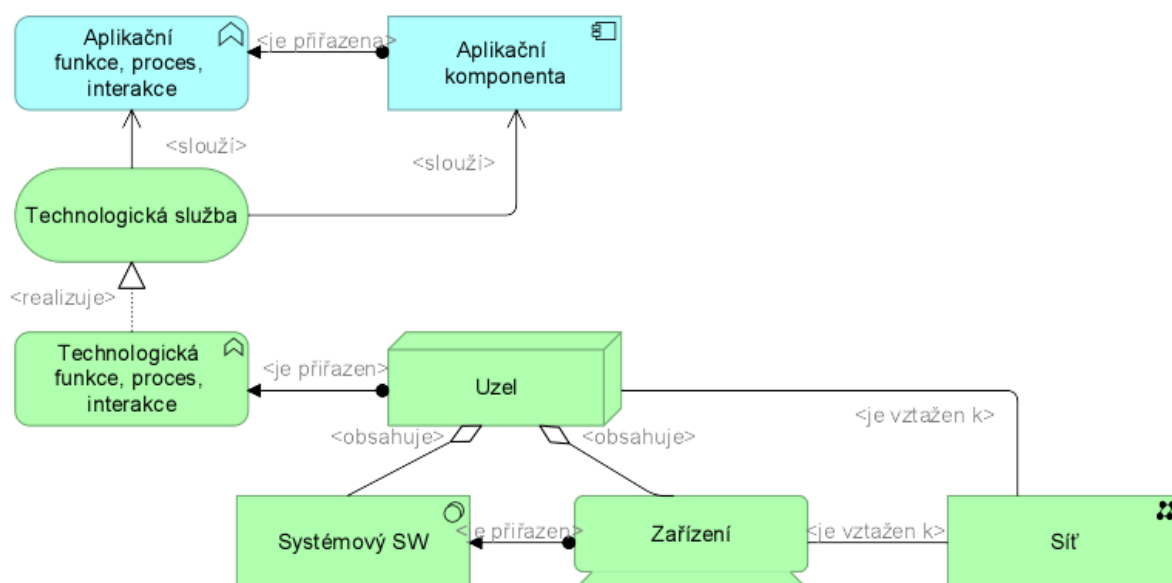 Aplikační
funkce, proces,
interakce
<je přiřazena>
Aplikační
komponenta
<slouží>
<slouží>
Technologická služba
<realizuje>
Technologická
funkce, proces,
interakce
<je přiřazen>
Uzel
<je vztažen k>
<obsahuje>
<obsahuje>
Systémový SW
<je přiřazen>
Zařízení
<je vztažen k>
Síť